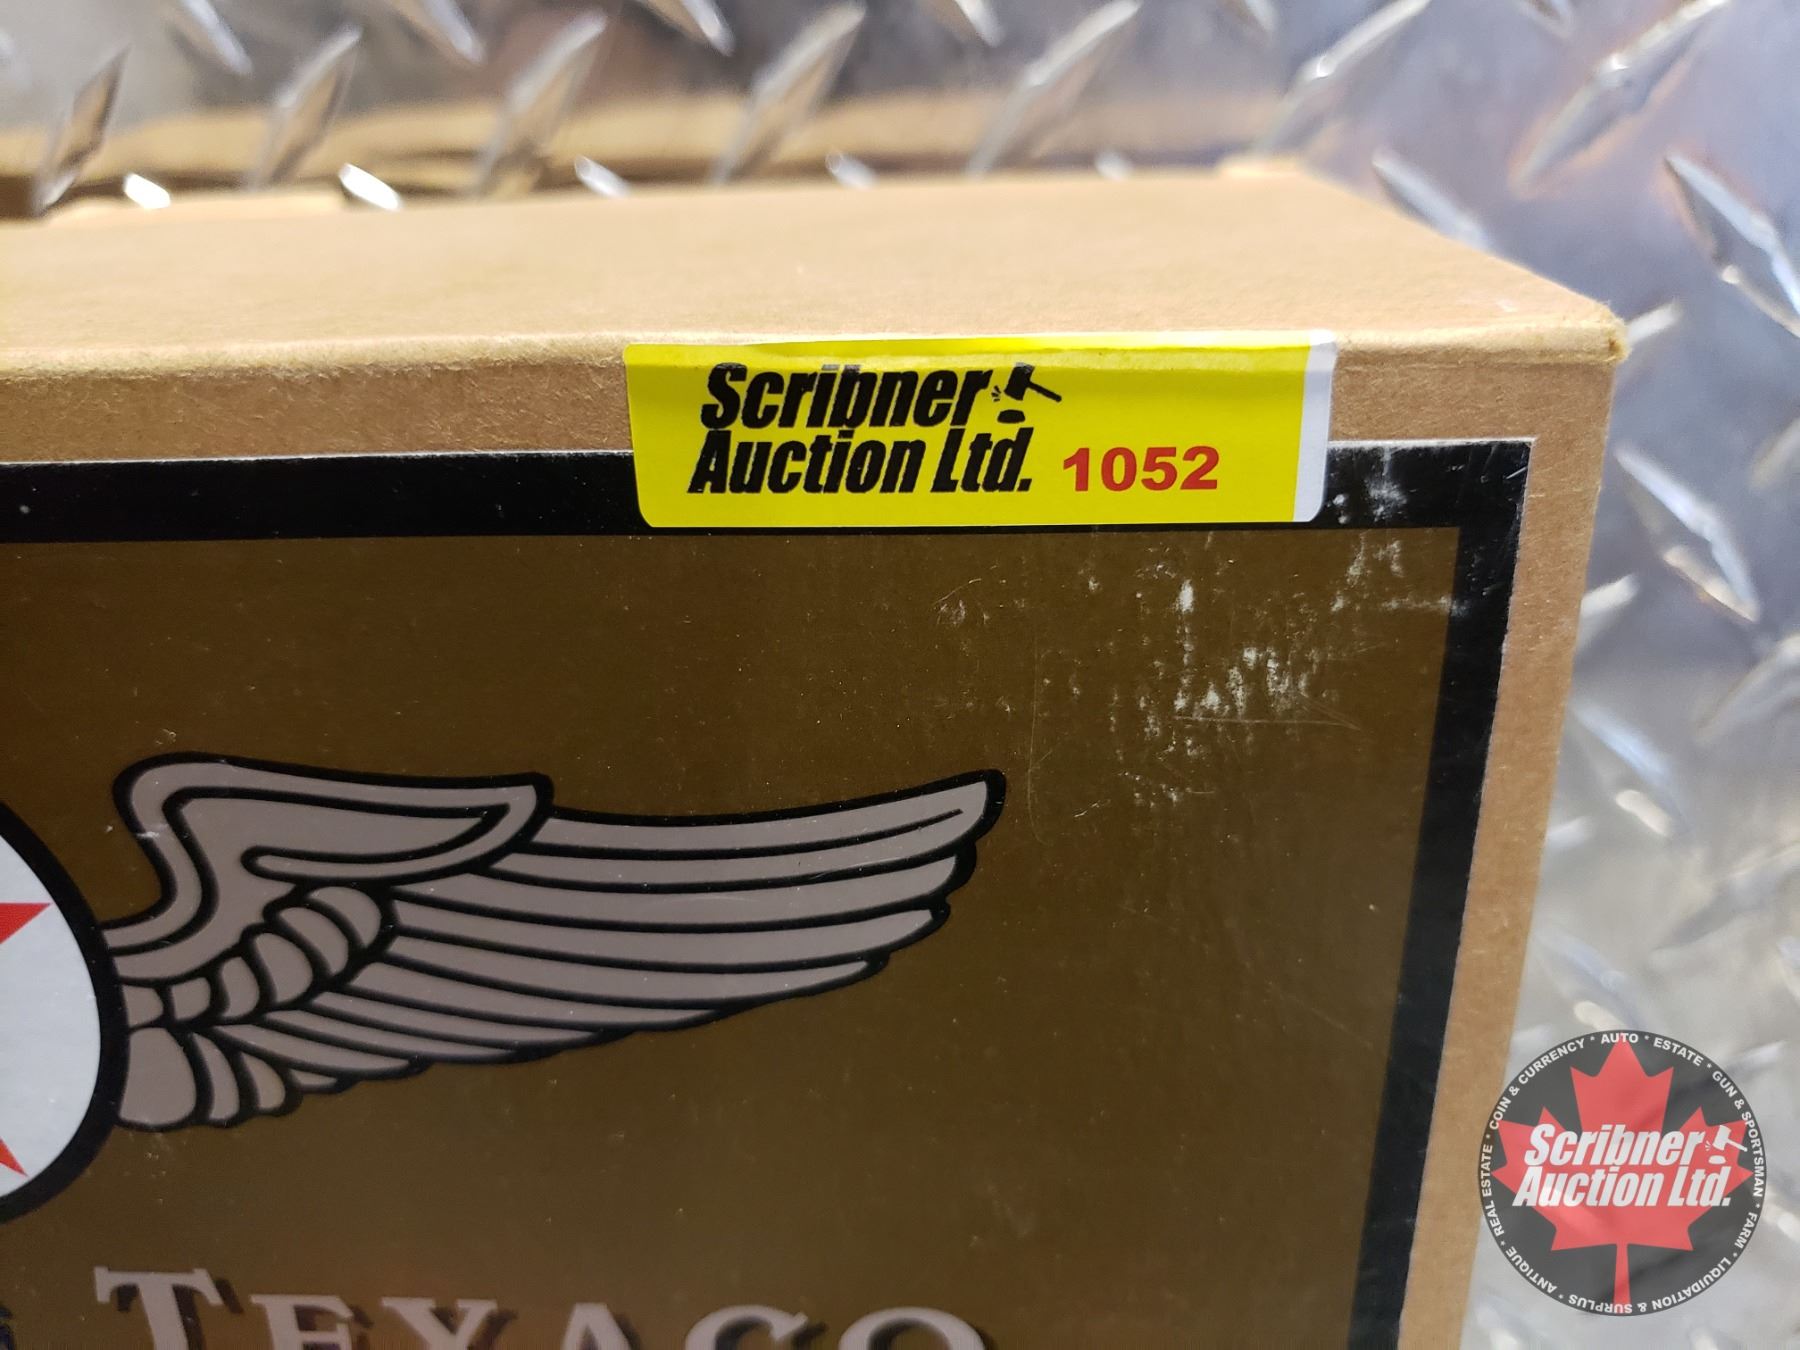 Scribner
Auction Ltd. 1052
TEXACO
COIN & CURRENCY * AUTO * ESTATE * GUN & SPORTSMAN * FARM * LIQUIDATION & SURPLUS * ANTIQUE * REAL ESTATE *
Scribner
Auction Ltd.